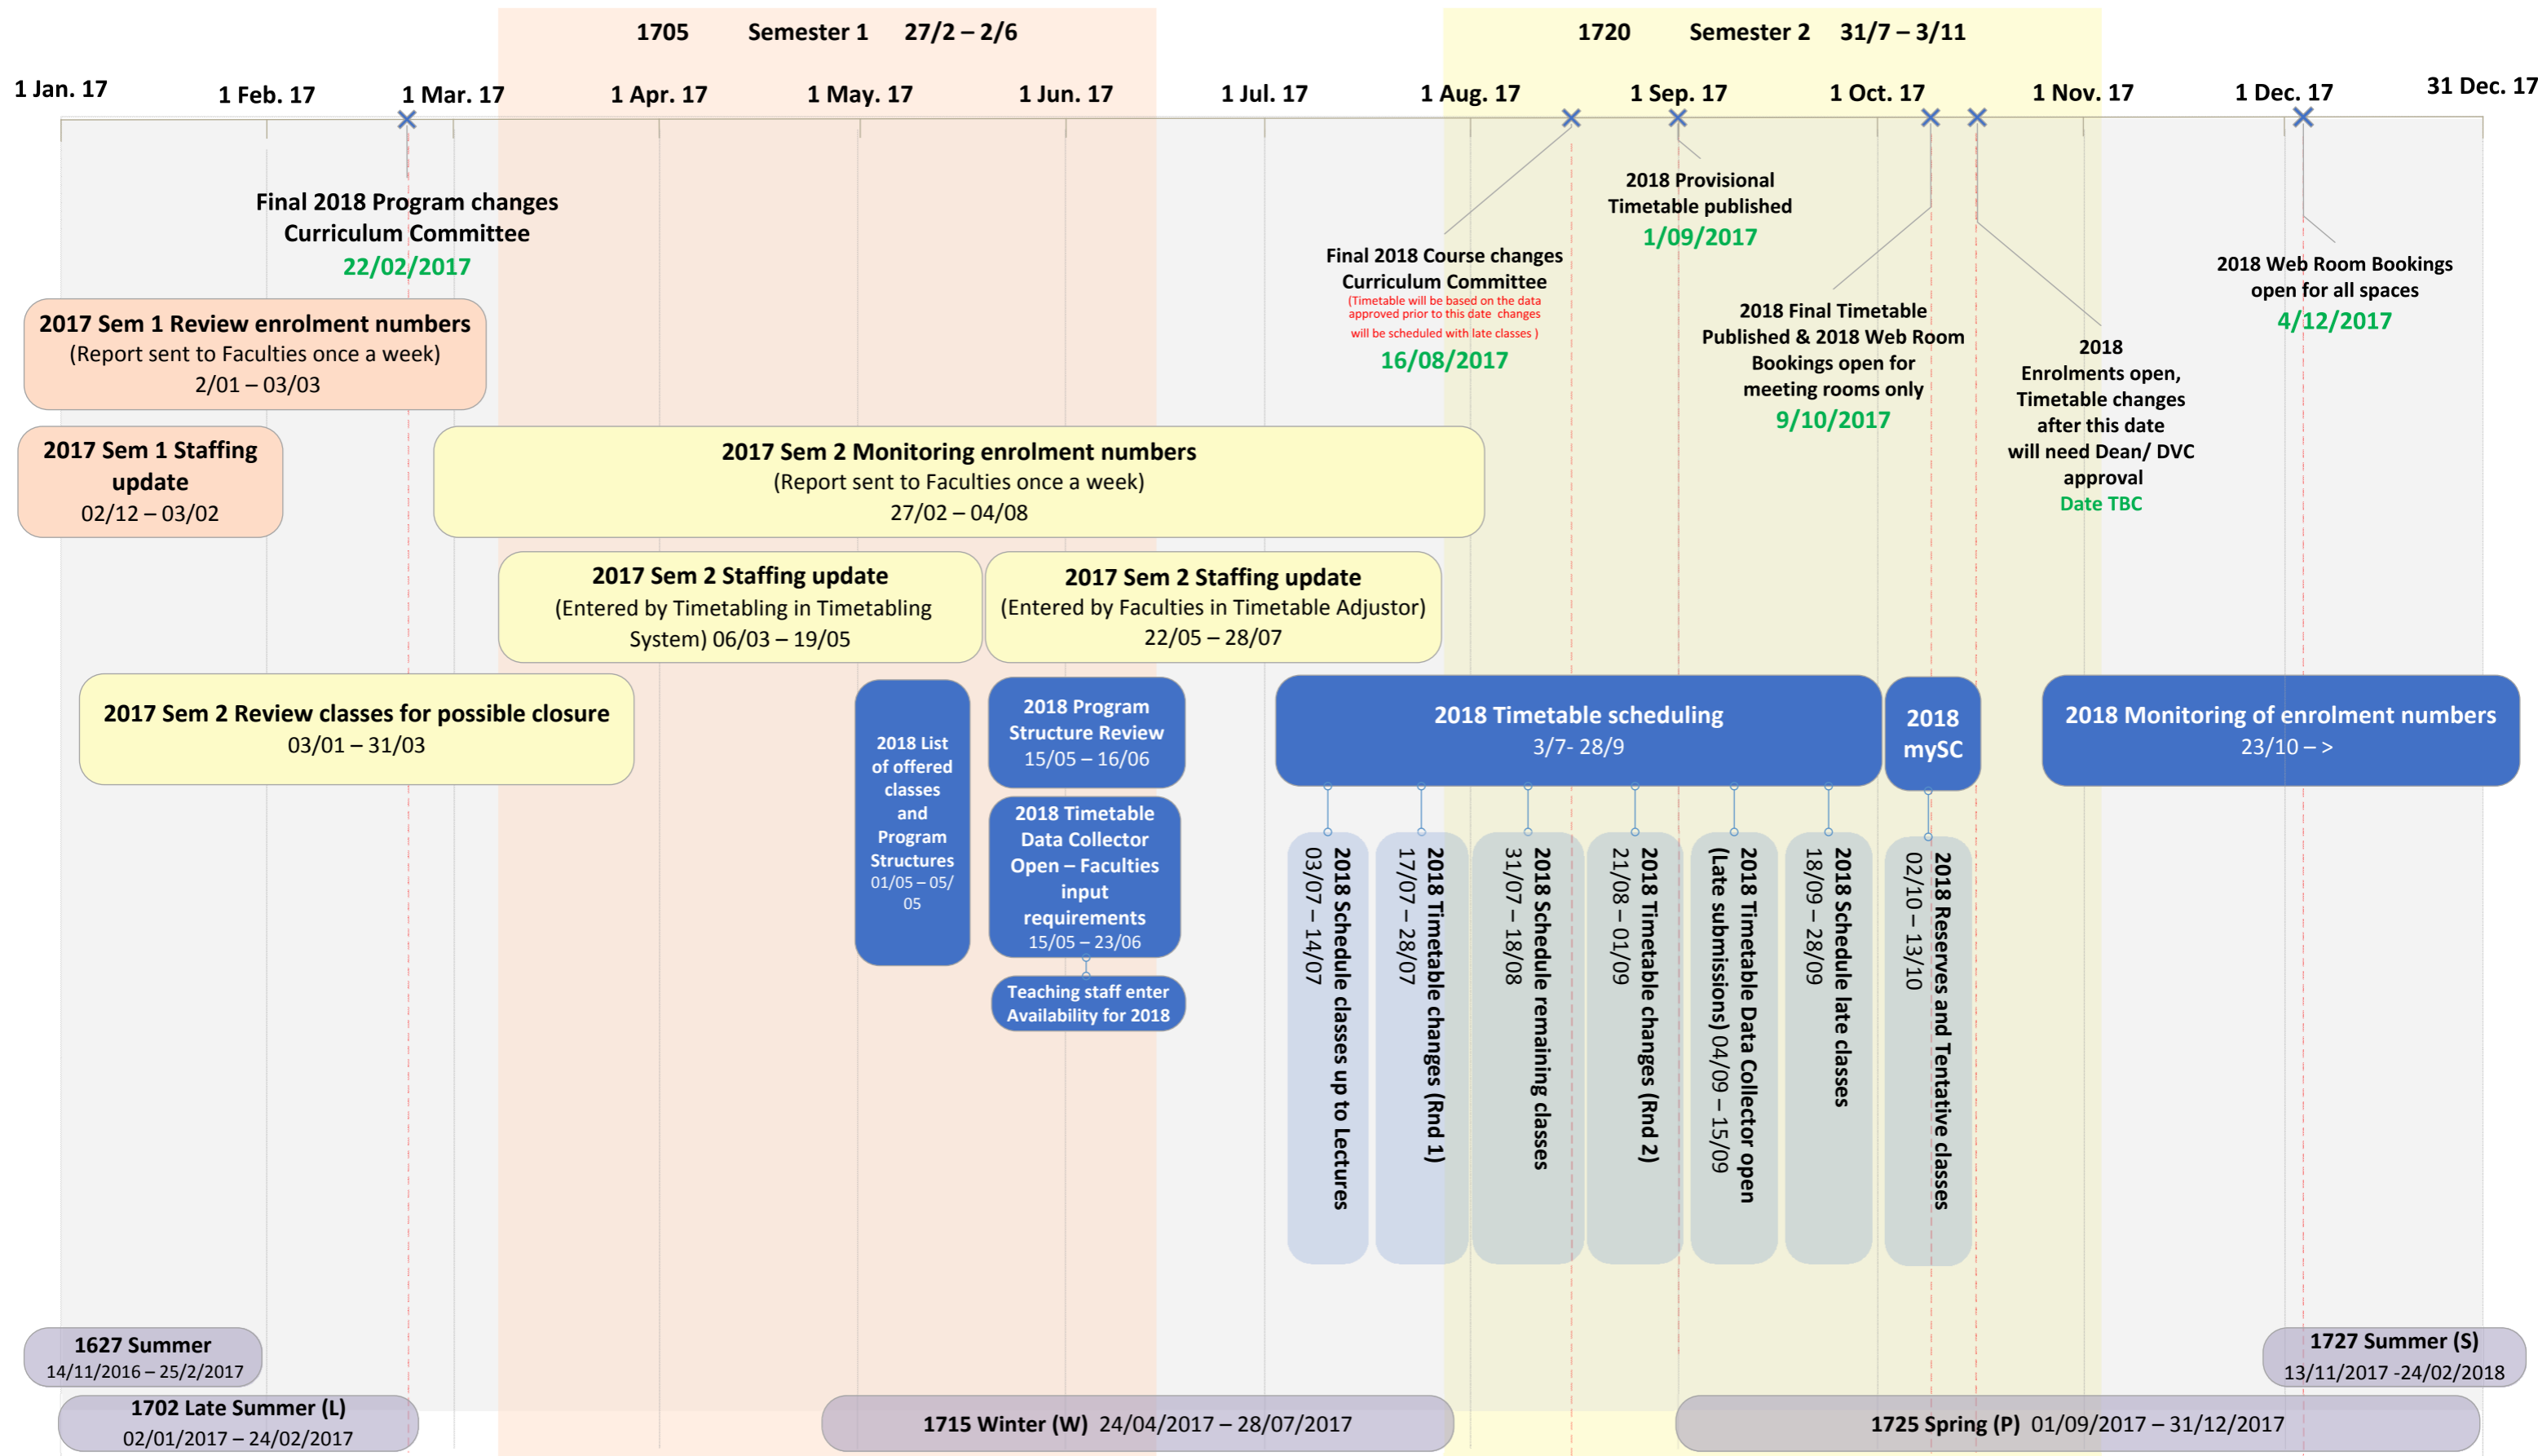 1705 Semester 1 27/2 – 2/6
1720 Semester 2 31/7 – 3/11
1 Jan. 17
1 Feb. 17
1 Mar. 17
1 Apr. 17
1 May. 17
1 Jun. 17
1 Jul. 17
1 Aug. 17
1 Sep. 17
1 Oct. 17
1 Nov. 17
1 Dec. 17
31 Dec. 17
Final 2018 Program changes
Curriculum Committee
22/02/2017
Final 2018 Course changes
Curriculum Committee
(Timetable will be based on the data
approved prior to this date changes
will be scheduled with late classes )
16/08/2017
2018 Provisional
Timetable published
1/09/2017
2018 Final Timetable
Published & 2018 Web Room
Bookings open for
meeting rooms only
9/10/2017
2018
Enrolments open,
Timetable changes
after this date
will need Dean/ DVC
approval
Date TBC
2018 Web Room Bookings
open for all spaces
4/12/2017
2017 Sem 1 Review enrolment numbers
(Report sent to Faculties once a week)
2/01 – 03/03
2017 Sem 1 Staffing
update
02/12 – 03/02
2017 Sem 2 Monitoring enrolment numbers
(Report sent to Faculties once a week)
27/02 – 04/08
2017 Sem 2 Staffing update
(Entered by Timetabling in Timetabling
System) 06/03 – 19/05
2017 Sem 2 Staffing update
(Entered by Faculties in Timetable Adjustor)
22/05 – 28/07
2017 Sem 2 Review classes for possible closure
03/01 – 31/03
2018 List
of offered
classes
and
Program
Structures
01/05 – 05/
05
2018 Program
Structure Review
15/05 – 16/06
2018 Timetable
Data Collector
Open – Faculties
input
requirements
15/05 – 23/06
Teaching staff enter
Availability for 2018
2018 Timetable scheduling
3/7- 28/9
2018
mySC
2018 Monitoring of enrolment numbers
23/10 – >
2018 Schedule classes up to Lectures
03/07 – 14/07
2018 Timetable changes (Rnd 1)
17/07 – 28/07
2018 Schedule remaining classes
31/07 – 18/08
2018 Timetable changes (Rnd 2)
21/08 – 01/09
2018 Timetable Data Collector open
(Late submissions) 04/09 – 15/09
2018 Schedule late classes
18/09 – 28/09
2018 Reserves and Tentative classes
02/10 – 13/10
1627 Summer
14/11/2016 – 25/2/2017
1727 Summer (S)
13/11/2017 -24/02/2018
1702 Late Summer (L)
02/01/2017 – 24/02/2017
1715 Winter (W) 24/04/2017 – 28/07/2017
1725 Spring (P) 01/09/2017 – 31/12/2017